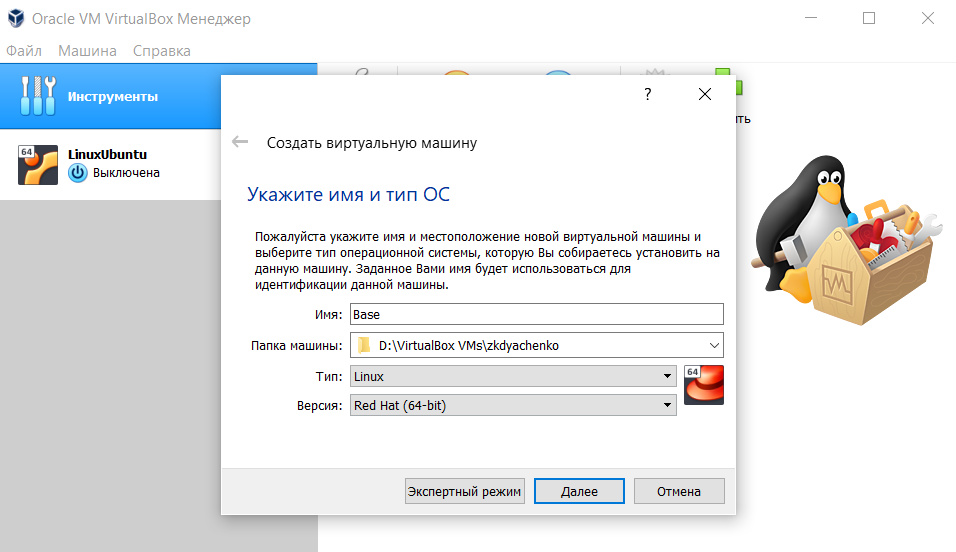 Oracle VM VirtualBox Менеджер
Файл Машина Справка
Инструменты
64
LinuxUbuntu
Выключена
?
Создать виртуальную машину
Укажите имя и тип ОС
Пожалуйста укажите имя и местоположение новой виртуальной машины и
выберите тип операционной системы, которую Вы собираетесь установить на
данную машину. Заданное Вами имя будет использоваться для
идентификации данной машины.
Имя: Base
Папка машины: D:\VirtualBox VMs\zkdyachenko
Тип: Linux
64
Версия: Red Hat (64-bit)
Экспертный режим Далее Отмена